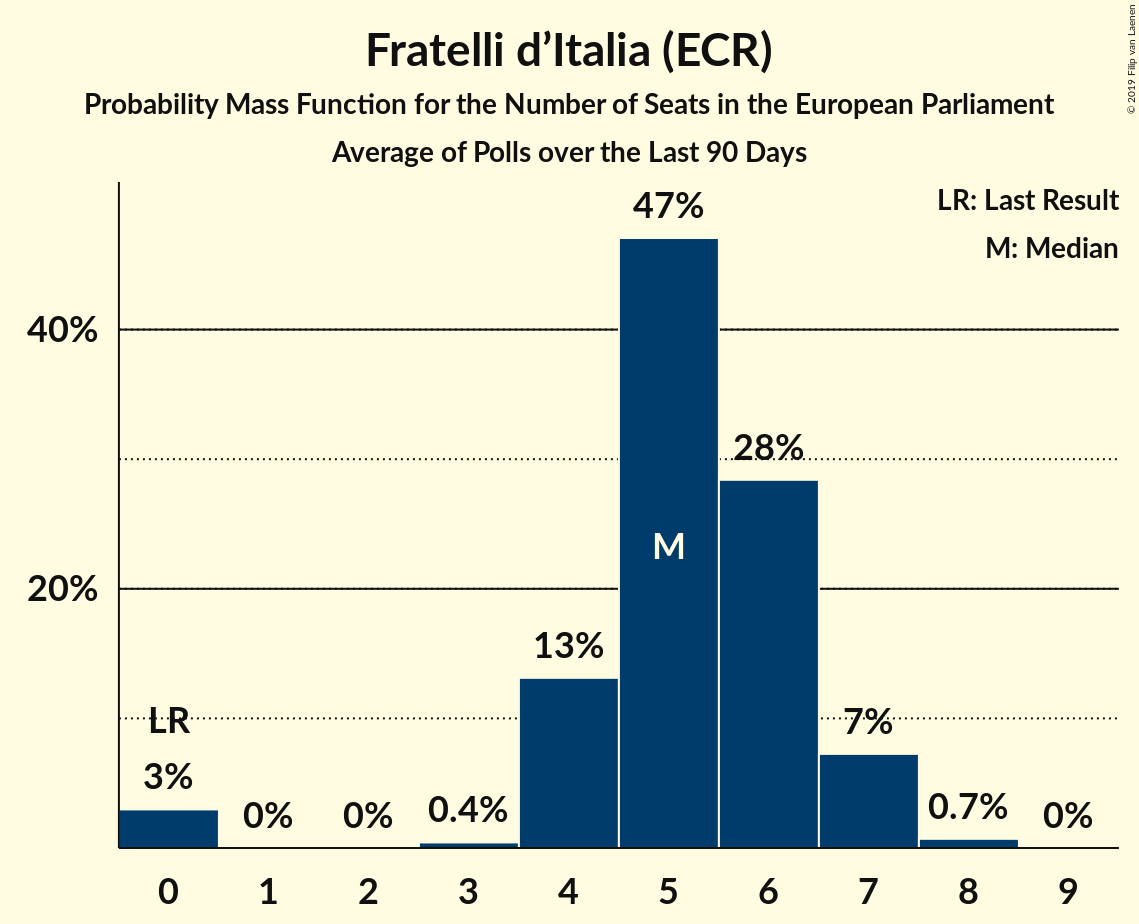 Fratelli d’Italia (ECR)
Probability Mass Function for the Number of Seats in the European Parliament
Average of Polls over the Last 90 Days
© 2019 Filip van Laenen
LR: Last Result
M: Median
40%
20%
LR
3%
0%
0%
0.4%
13%
47%
M
28%
7%
0.7%
0%
0 1 2 3 4 5 6 7 8 9